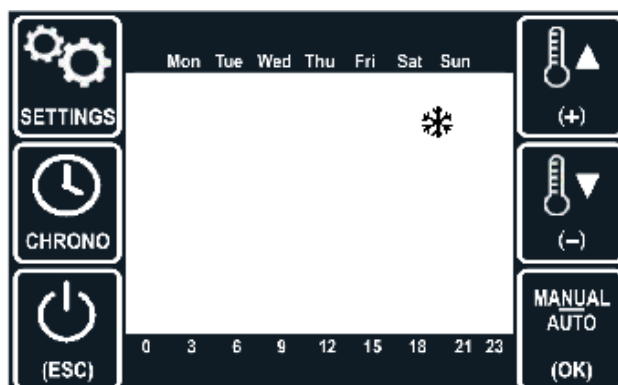 Mon Tue Wed Thu Fri Sat Sun
SETTINGS
(+)
CHRONO
(–)
(ESC)
0 3 6 9 12 15 18 21 23
MANUAL
AUTO
(OK)